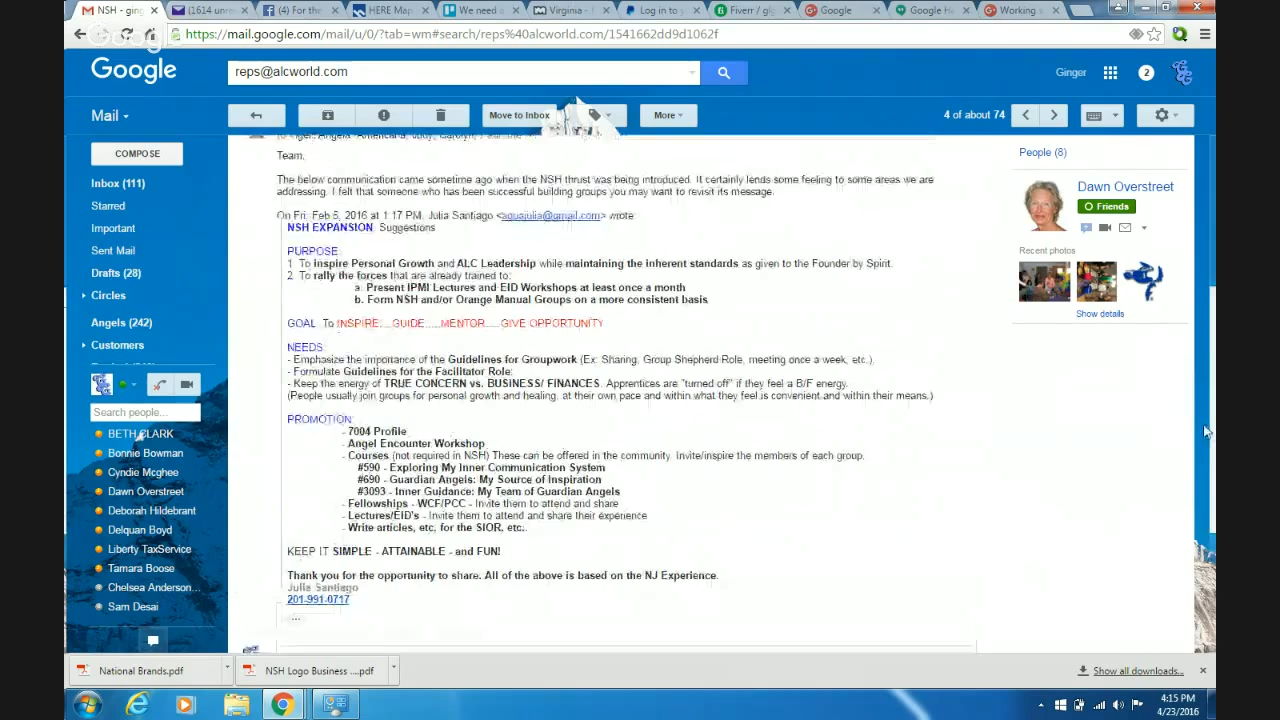 NSH - ging
(1614 unre
(4) For the
HERE Map
We need
Virginia -
Log in to y
Fiverr / gi
Google
Google Ha
Working s
https://mail.google.com/mail/u/0/?tab=wm#search/reps%40alcworld.com/1541662dd9d1062f
Google
reps@alcworld.com
Ginger
2
Mail
Move to Inbox
More
4 of about 74
COMPOSE
Inbox (111)
Starred
Important
Sent Mail
Drafts (28)
Circles
Angels (242)
Customers
Search people...
BETH CLARK
Bonnie Bowman
Cyndie Mcghee
Dawn Overstreet
Deborah Hildebrant
Delquan Boyd
Liberty TaxService
Tamara Boose
Chelsea Anderson...
Sam Desai
Team,
The below communication came sometime ago when the NSH thrust was being introduced. It certainly lends some feeling to some areas we are
addressing. I felt that someone who has been successful building groups you may want to revisit its message.
On Fri, Feb 5, 2016 at 1:17 PM, Julia Santiago <aguajulia@gmail.com> wrote:
NSH EXPANSION Suggestions
PURPOSE:
1. To inspire Personal Growth and ALC Leadership while maintaining the inherent standards as given to the Founder by Spirit.
2. To rally the forces that are already trained to:
a. Present IPMI Lectures and EID Workshops at least once a month
b. Form NSH and/or Orange Manual Groups on a more consistent basis
GOAL: To INSPIRE....GUIDE.....MENTOR.....GIVE OPPORTUNITY
NEEDS:
- Emphasize the importance of the Guidelines for Groupwork (Ex: Sharing, Group Shepherd Role, meeting once a week, etc.).
- Formulate Guidelines for the Facilitator Role:
- Keep the energy of TRUE CONCERN vs. BUSINESS/ FINANCES. Apprentices are "turned off" if they feel a B/F energy.
(People usually join groups for personal growth and healing, at their own pace and within what they feel is convenient and within their means.)
PROMOTION:
- 7004 Profile
- Angel Encounter Workshop
- Courses (not required in NSH) These can be offered in the community. Invite/inspire the members of each group.
#590 - Exploring My Inner Communication System
#690 - Guardian Angels: My Source of Inspiration
#3093 - Inner Guidance: My Team of Guardian Angels
- Fellowships - WCF/PCC - Invite them to attend and share
- Lectures/EID's - Invite them to attend and share their experience
- Write articles, etc. for the SIOR, etc..
KEEP IT SIMPLE - ATTAINABLE - and FUN!
Thank you for the opportunity to share. All of the above is based on the NJ Experience.
Julia Santiago
201-991-0717
...
People (8)
Dawn Overstreet
Friends
Recent photos
Show details
National Brands.pdf
NSH Logo Business ....pdf
Show all downloads...
4:15 PM
4/23/2016